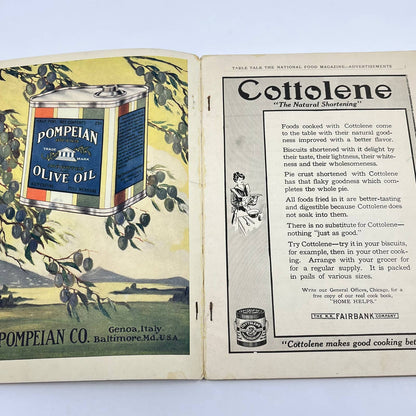 POMPEIAN
TRADE MARK
OLIVE OIL
POMPEIAN CO.
Genoa, Italy.
Baltimore, Md. U.S.A.
TABLE TALK THE NATIONAL FOOD MAGAZINE—ADVERTISEMENTS
Cottolene
"The Natural Shortening"
Foods cooked with Cottolene come
to the table with their natural good-
ness improved with a better flavor.
Biscuits shortened with it delight by
their taste, their lightness, their white-
ness and their wholesomeness.
Pie crust shortened with Cottolene
has that flaky goodness which com-
pletes the whole pie.
All foods fried in it are better-tasting
and digestible because Cottolene does
not soak into them.
There is no substitute for Cottolene—
nothing "just as good."
Try Cottolene—try it in your biscuits,
for example, then in your other cook-
ing. Arrange with your grocer for
for a regular supply. It is packed
in pails of various sizes.
Write our General Offices, Chicago, for a
free copy of our real cook book,
"HOME HELPS."
THE N.K. FAIRBANK COMPANY
"Cottolene makes good cooking bet